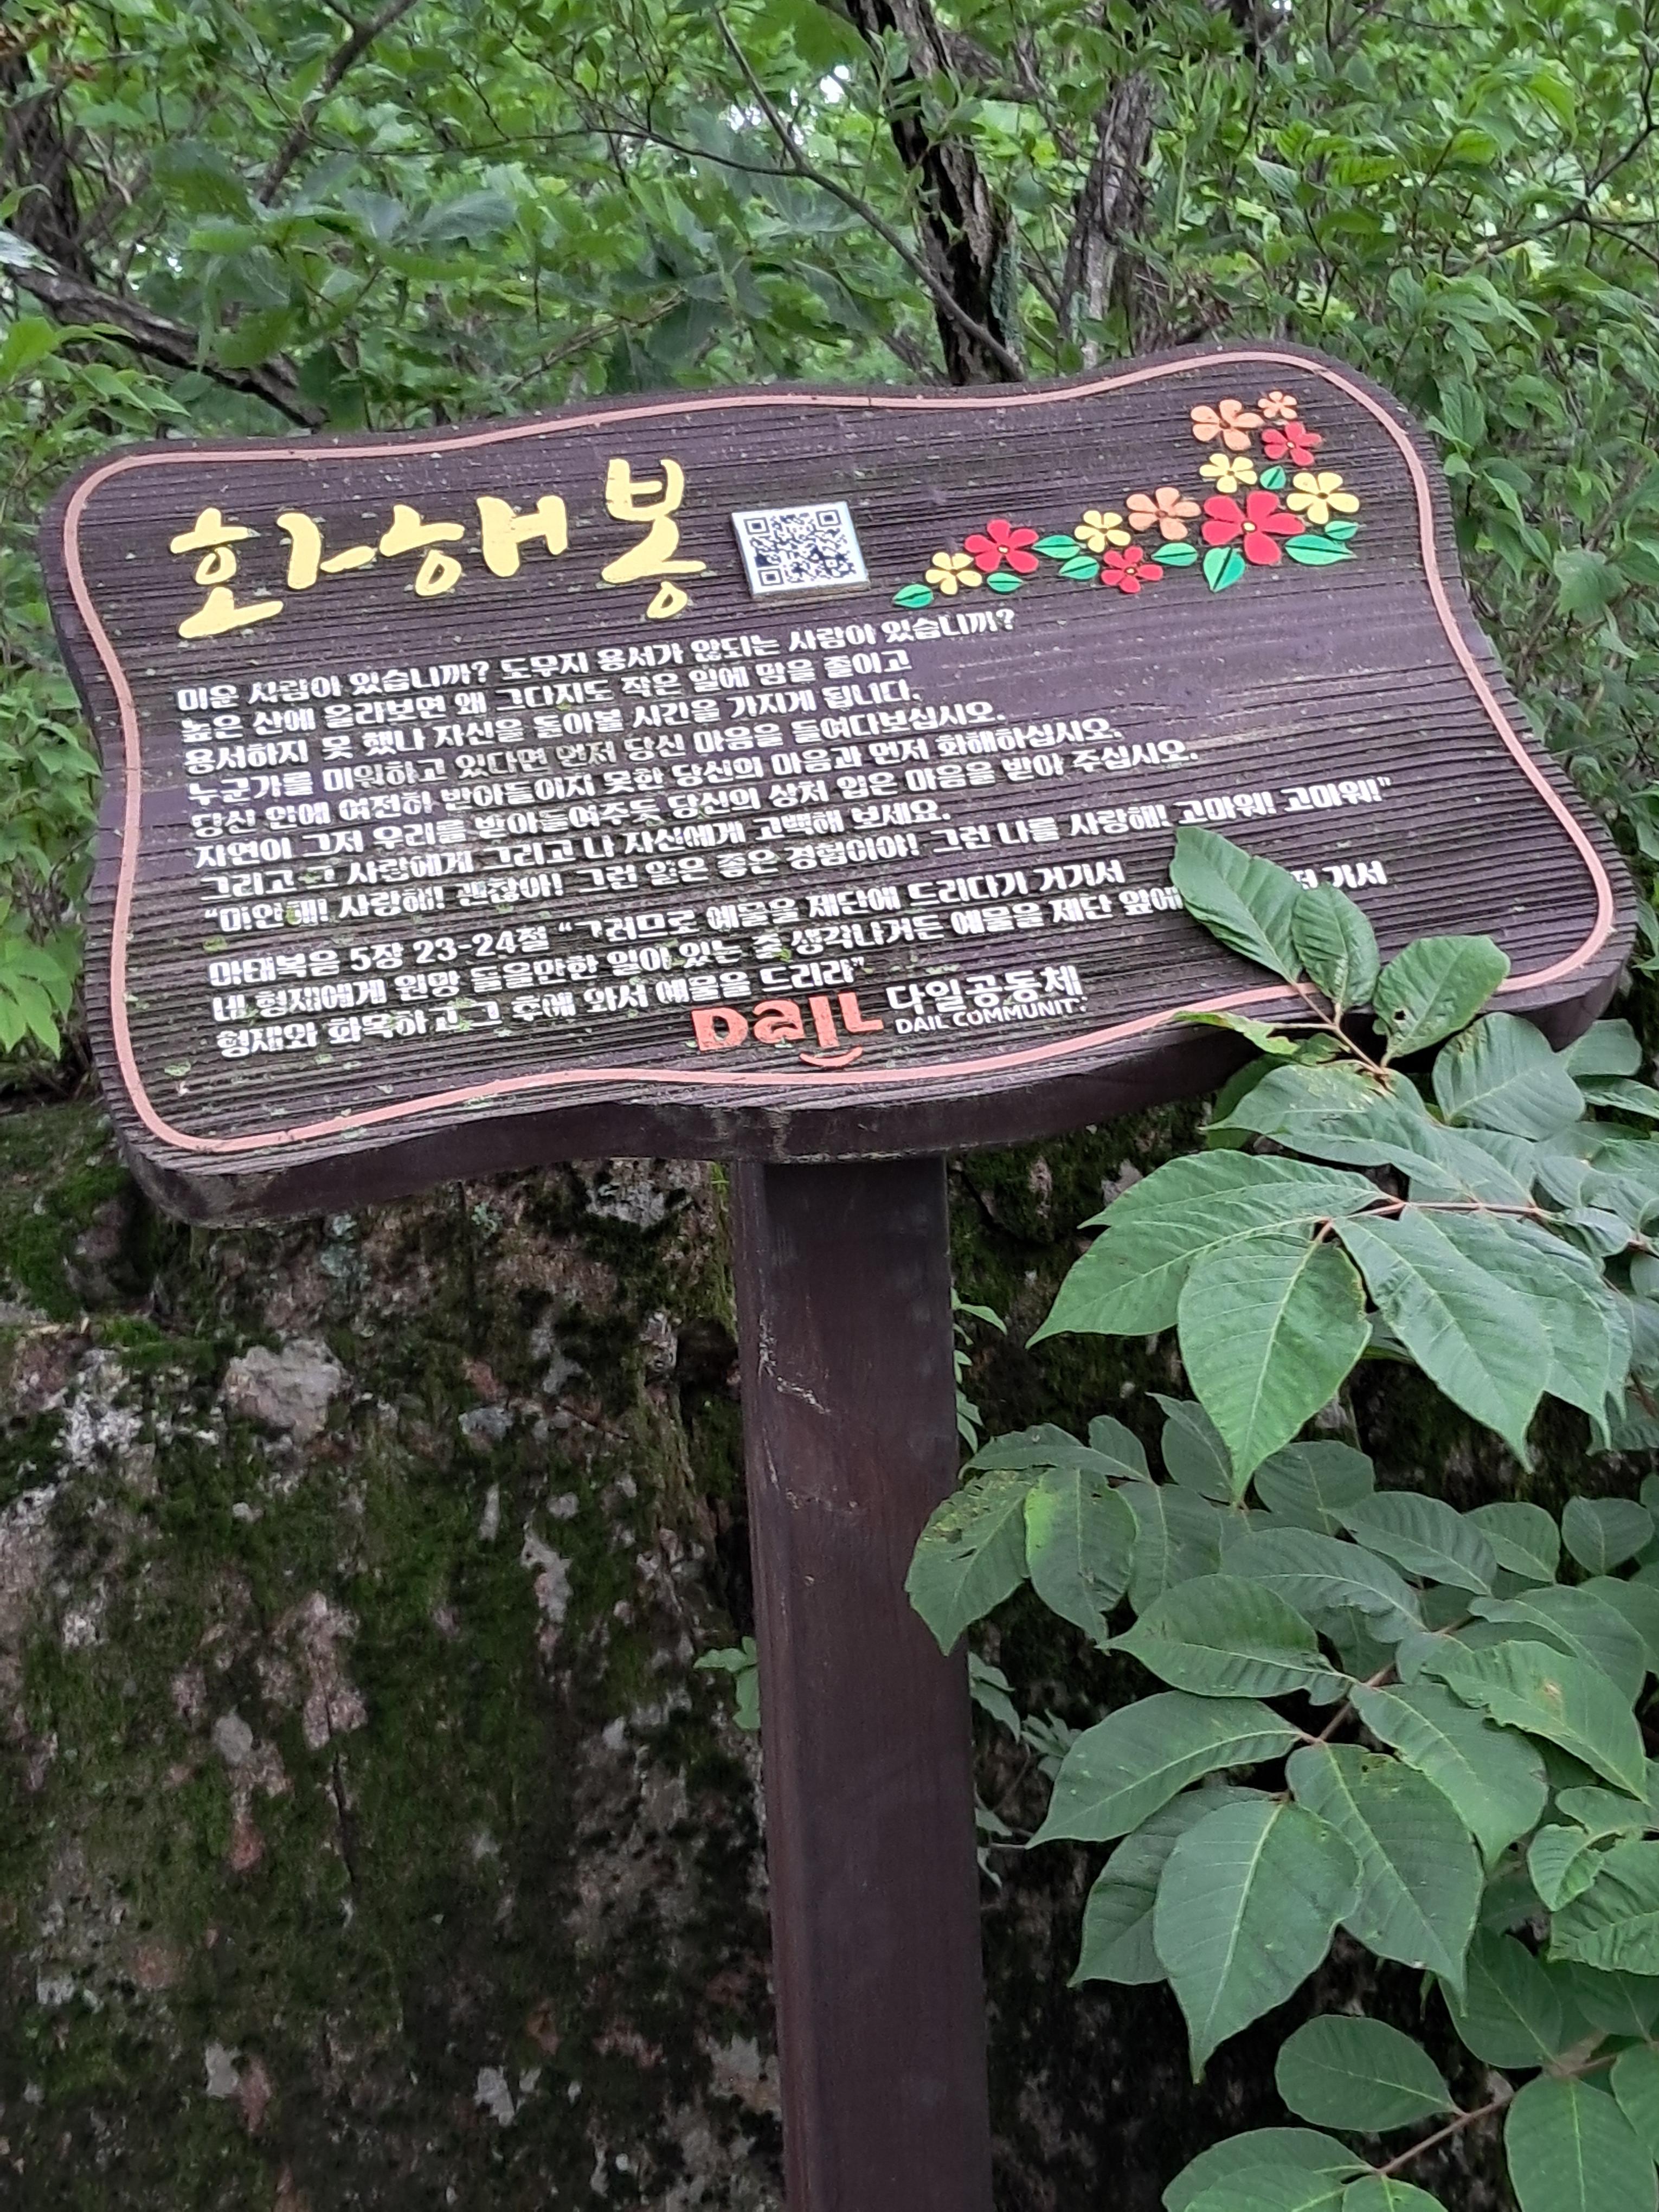 화해봉
미운 사람이 있습니까? 도무지 용서가 않되는 사람이 있습니까?
높은 산에 올라보면 왜 그다지도 작은 일에 맘을 졸이고
용서하지 못 했나 자신을 돌아볼 시간을 가지게 됩니다.
누군가를 미워하고 있다면 먼저 당신 마음을 들여다보십시오.
당신 안에 여전히 받아들이지 못한 당신의 마음과 먼저 화해하십시오.
자연이 그저 우리를 받아들여주듯 당신의 상처 입은 마음을 받아 주십시오.
그리고 그 사람에게 그리고 나 자신에게 고백해 보세요.
“미안해! 사랑해! 괜찮아! 그런 일은 좋은 경험이야! 그런 나를 사랑해! 고마워! 고마워!”
마태복음 5장 23-24절 “그러므로 예물을 제단에 드리다가 거기서
네 형제에게 원망 들을만한 일이 있는 줄 생각나거든 예물을 제단 앞에 가서
형제와 화목하고 그 후에 와서 예물을 드리라”
DaiL 다일공동체
DAIL COMMUNITY